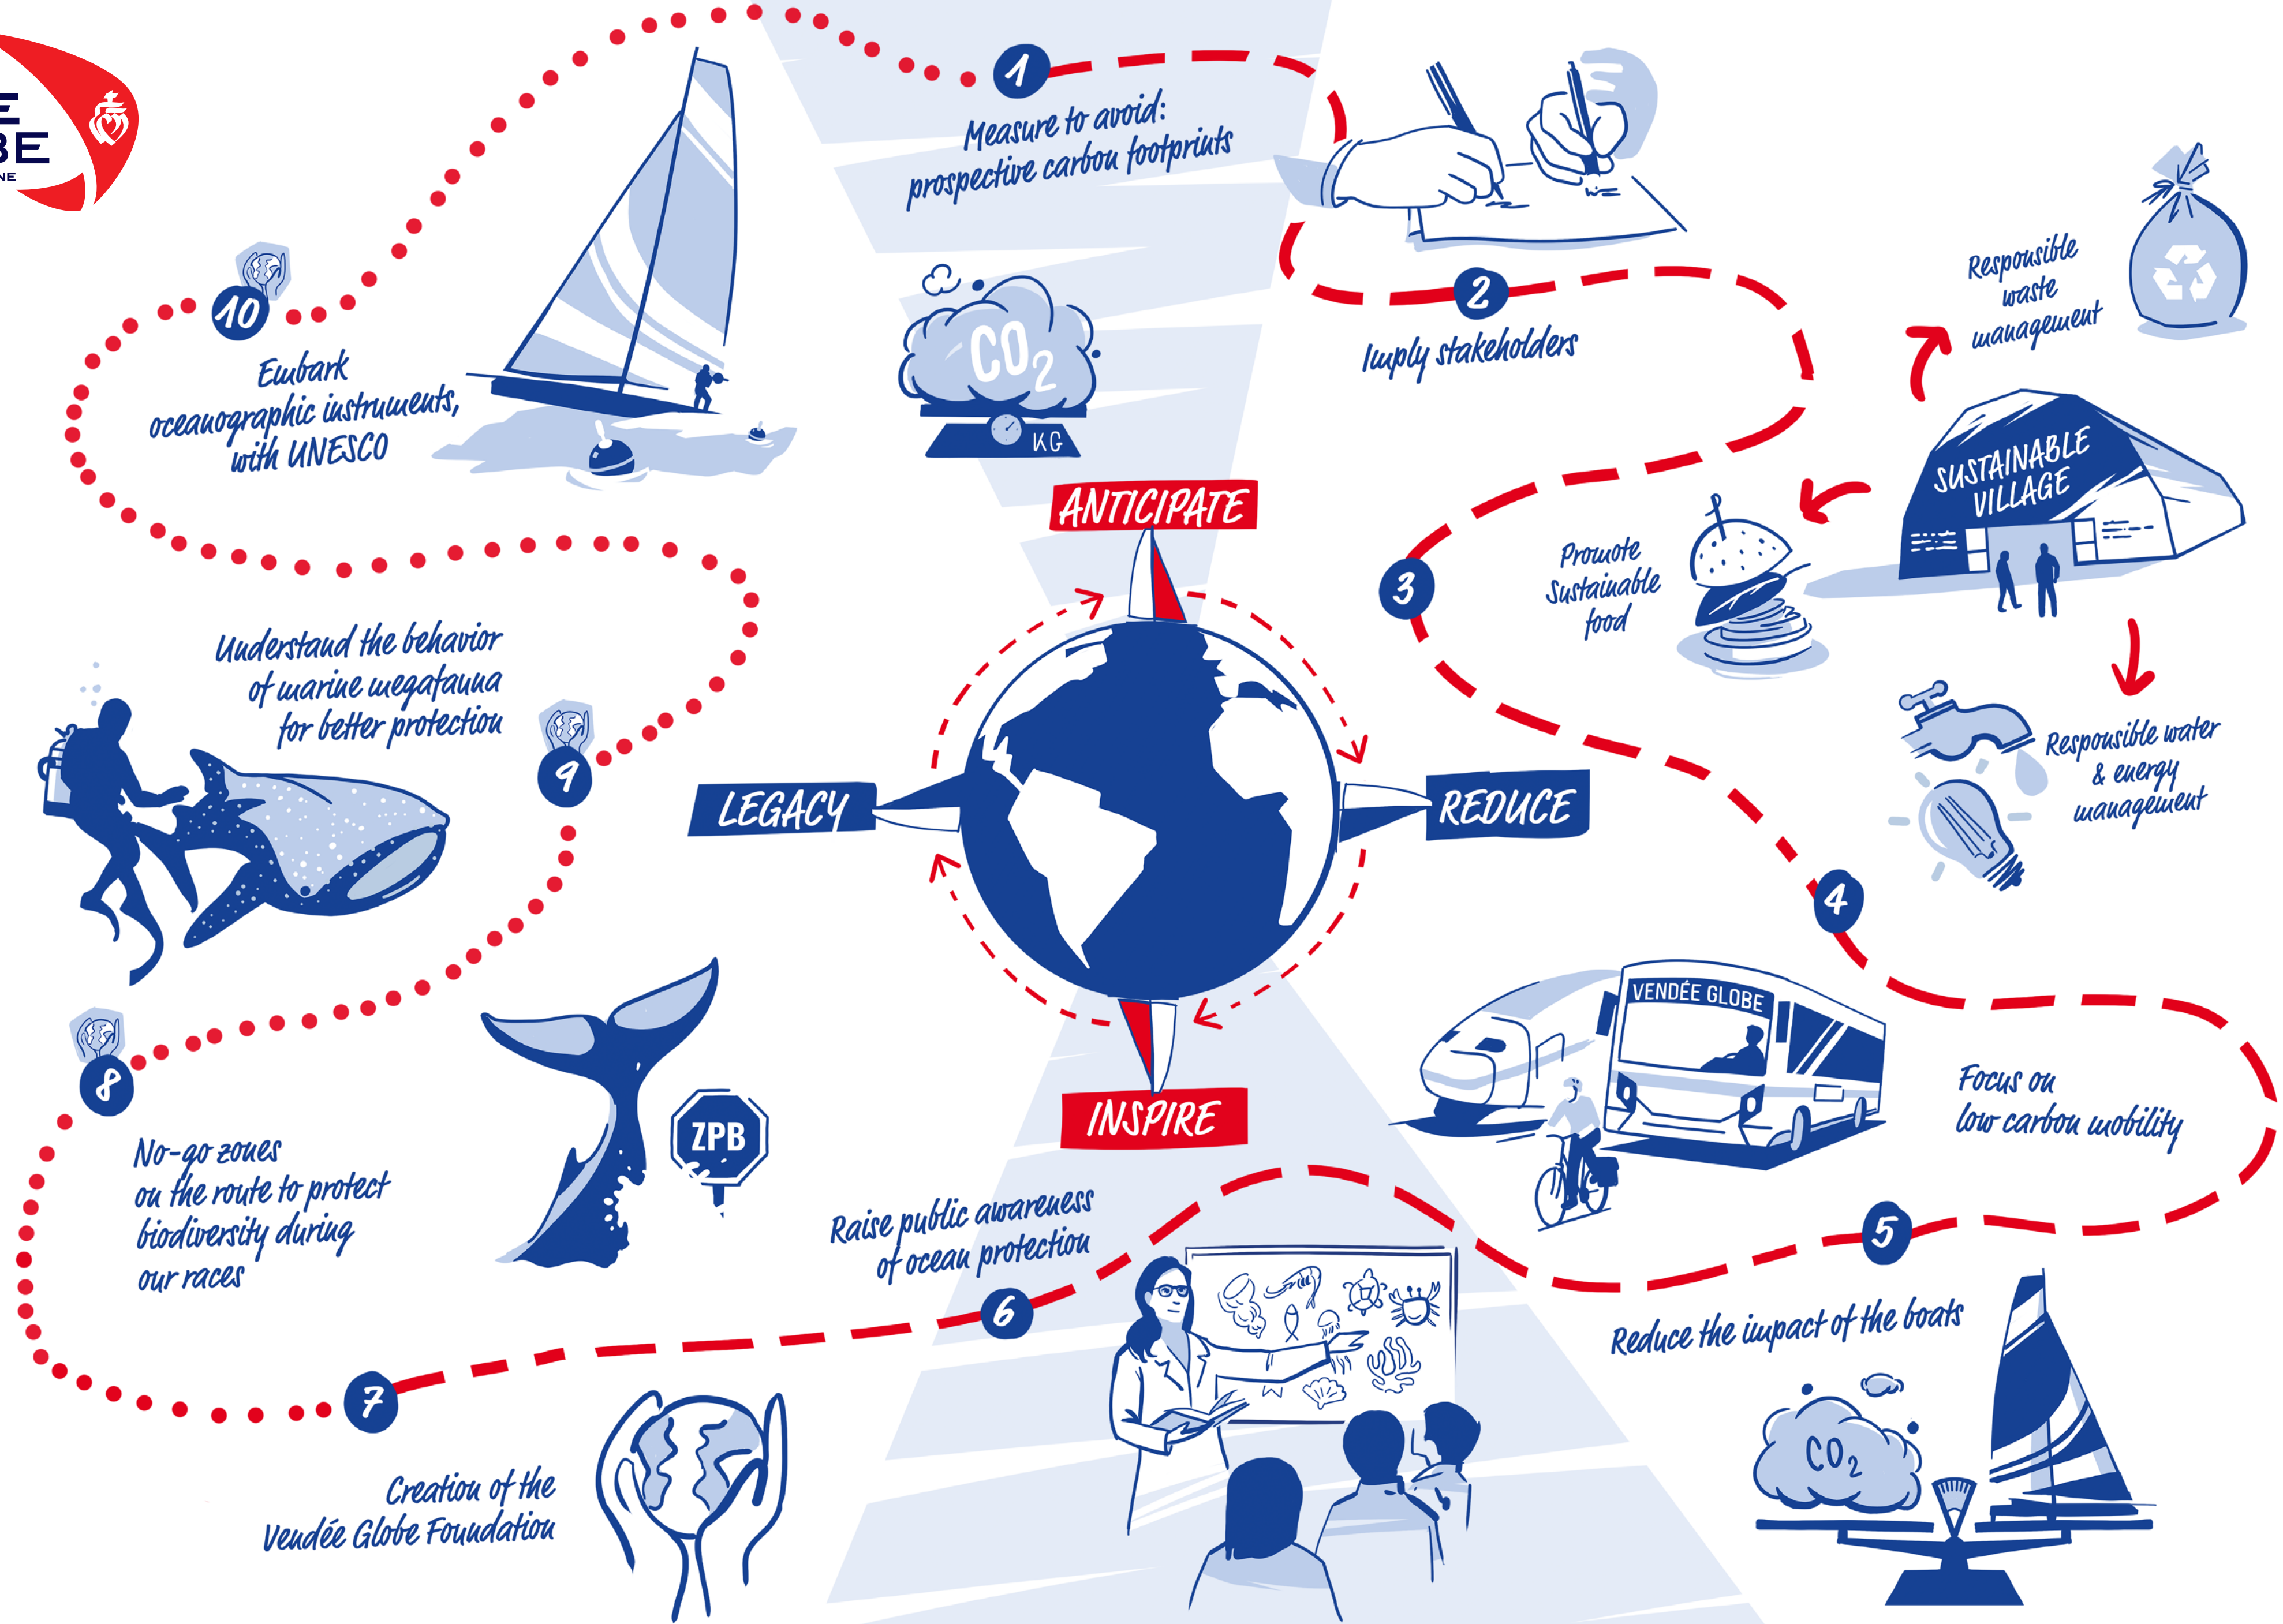 BE
NE
1
Measure to avoid:
prospective carbon footprints
CO2
KG
2
Imply stakeholders
SUSTAINABLE
VILLAGE
Responsible
waste
management
3
Promote
Sustainable
food
Responsible water
& energy
management
ANTICIPATE
REDUCE
INSPIRE
LEGACY
4
VENDÉE GLOBE
Focus on
low carbon mobility
5
Reduce the impact of the boats
CO2
6
Raise public awareness
of ocean protection
7
Creation of the
Vendée Globe Foundation
8
No-go zones
on the route to protect
biodiversity during
our races
ZPB
9
Understand the behavior
of marine megafauna
for better protection
10
Embark
oceanographic instruments,
with UNESCO